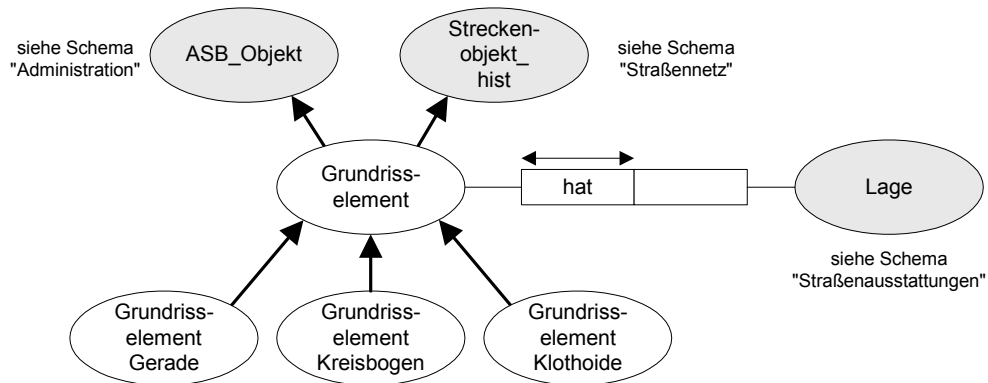 siehe Schema
"Administration"
ASB_Objekt
Strecken-
objekt_
hist
siehe Schema
"Straßennetz"
Grundriss-
element
hat
Lage
siehe Schema
"Straßenausstattungen"
Grundriss-
element
Gerade
Grundriss-
element
Kreisbogen
Grundriss-
element
Klothoide